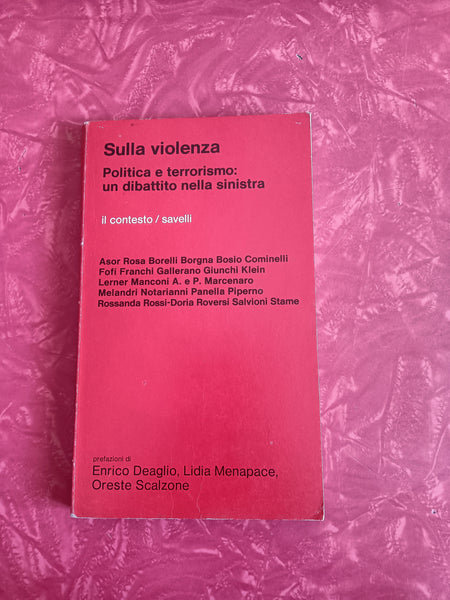 Sulla violenza
Politica e terrorismo:
un dibattito nella sinistra
il contesto / savelli
Asor Rosa Borelli Borgna Bosio Cominelli
Fofi Franchi Gallerano Giunchi Klein
Lerner Manconi A. e P. Marcenaro
Melandri Notarianni Panella Piperno
Rossanda Rossi-Doria Roversi Salvioni Stame
prefazioni di
Enrico Deaglio, Lidia Menapace,
Oreste Scalzone